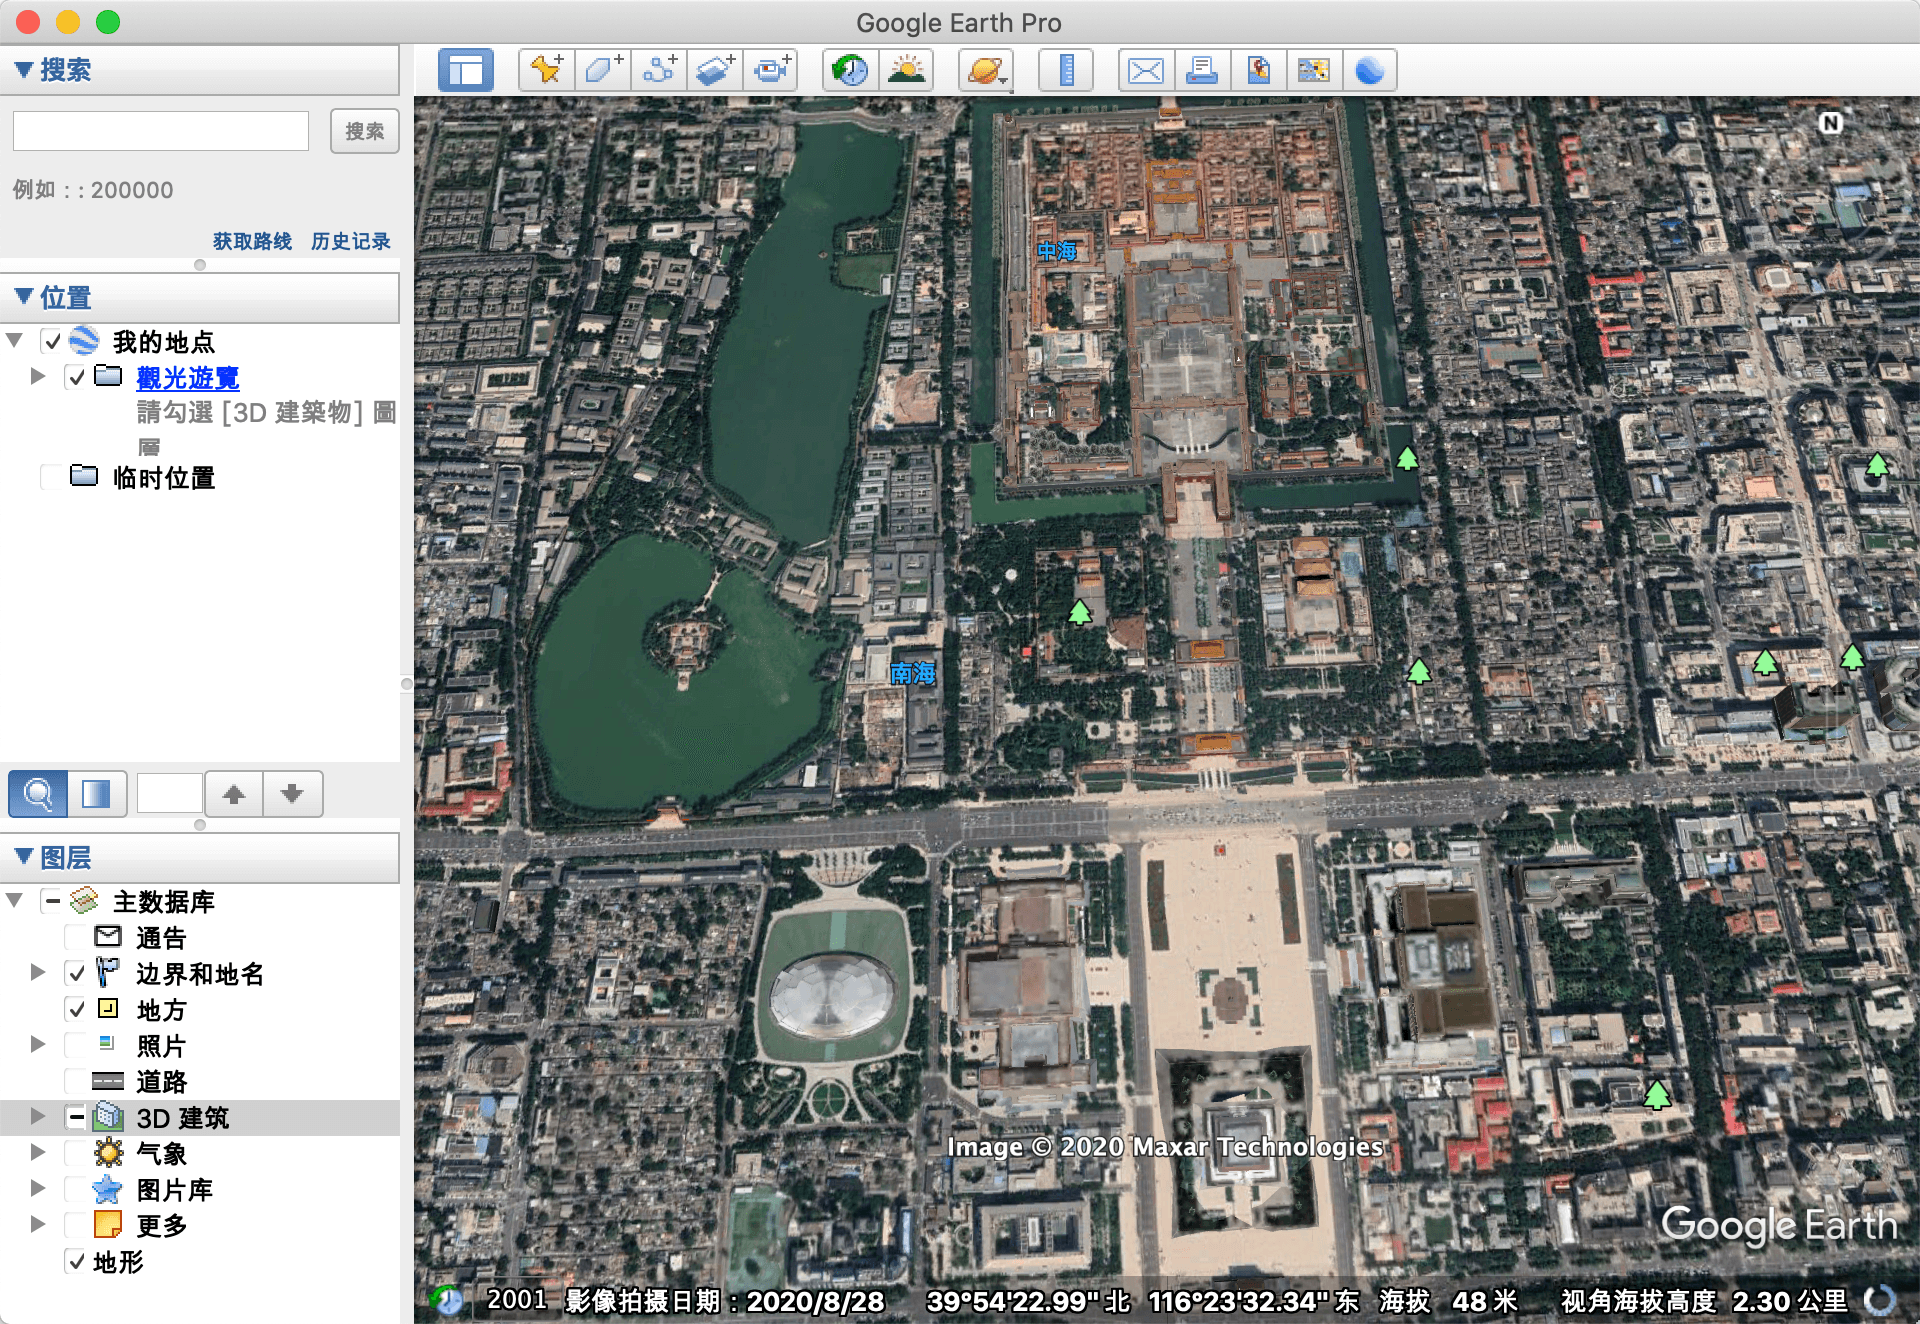 Google Earth Pro
搜索
搜索
例如：: 200000
获取路线 历史记录
位置
我的地点
觀光遊覽
請勾選 [3D 建築物] 圖
層
临时位置
图层
主数据库
通告
边界和地名
地方
照片
道路
3D 建筑
气象
图片库
更多
地形
N
中海
南海
Image © 2020 Maxar Technologies
Google Earth
2001 影像拍摄日期：2020/8/28 39°54'22.99"北 116°23'32.34"东 海拔 48 米 视角海拔高度 2.30 公里